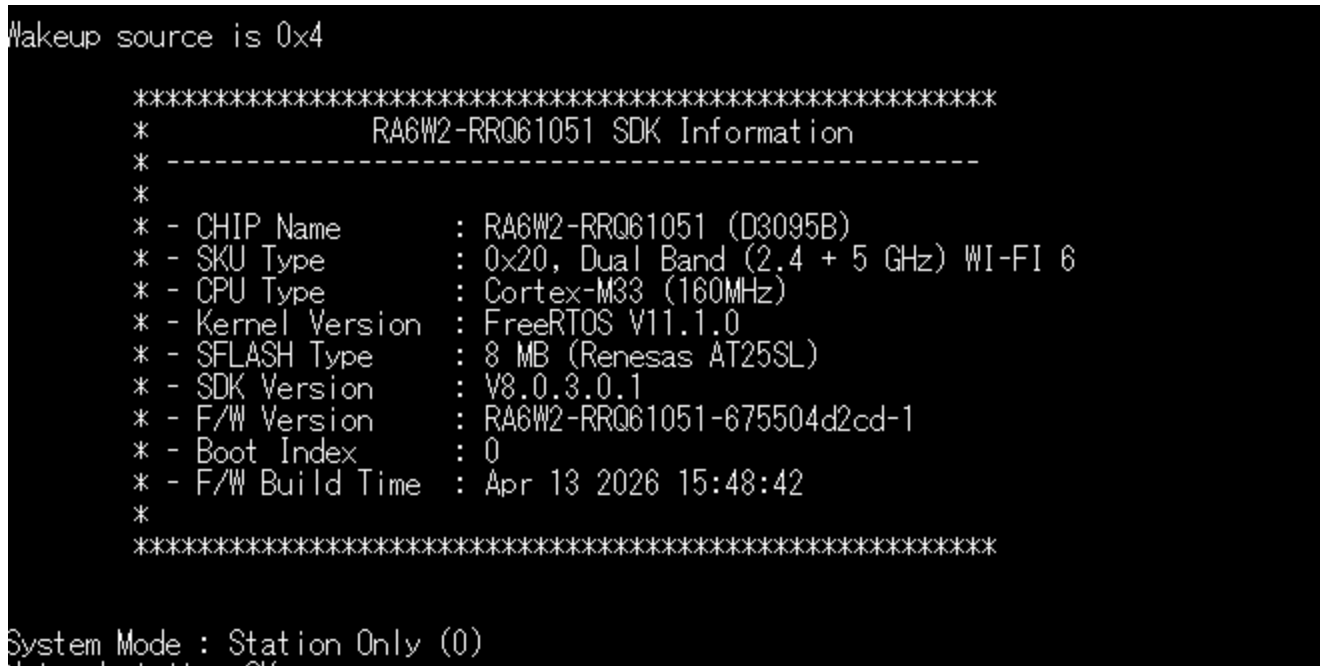 Wakeup source is 0x4
******************************************************
* RA6W2-RRQ61051 SDK Information
* ---------------------------------------------------
*
* - CHIP Name : RA6W2-RRQ61051 (D3095B)
* - SKU Type : 0x20, Dual Band (2.4 + 5 GHz) WI-FI 6
* - CPU Type : Cortex-M33 (160MHz)
* - Kernel Version : FreeRTOS V11.1.0
* - SFLASH Type : 8 MB (Renesas AT25SL)
* - SDK Version : V8.0.3.0.1
* - F/W Version : RA6W2-RRQ61051-675504d2cd-1
* - Boot Index : 0
* - F/W Build Time : Apr 13 2026 15:48:42
*
******************************************************
System Mode : Station Only (0)